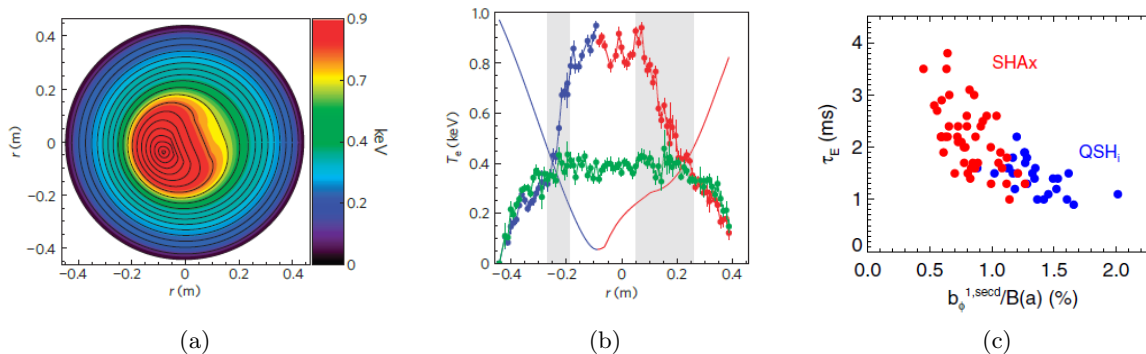 0.4
0.2
0
−0.2
−0.4
r (m)
−0.4 −0.2 0 0.2 0.4
r (m)
0.9
0.7
0.4
0.2
0
keV
(a)
1.0
0.8
0.6
0.4
0.2
0
T_e (keV)
−0.4 −0.2 0 0.2 0.4
r (m)
(b)
5
4
3
2
1
0
τ_E (ms)
SHAx
QSH_i
0.0 0.5 1.0 1.5 2.0
b_ϕ^1,secd/B(a) (%)
(c)